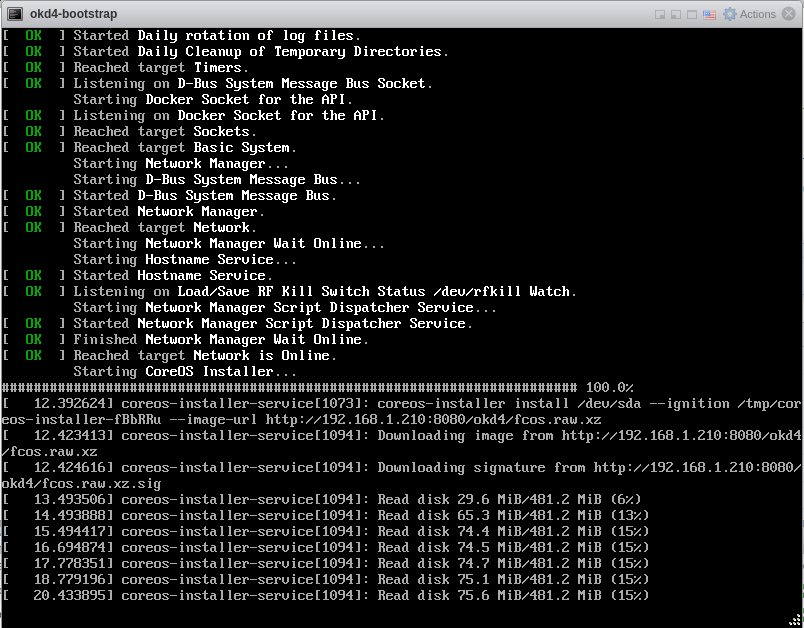 okd4-bootstrap
Actions
[  OK  ] Started Daily rotation of log files.
[  OK  ] Started Daily Cleanup of Temporary Directories.
[  OK  ] Reached target Timers.
[  OK  ] Listening on D-Bus System Message Bus Socket.
         Starting Docker Socket for the API.
[  OK  ] Listening on Docker Socket for the API.
[  OK  ] Reached target Sockets.
[  OK  ] Reached target Basic System.
         Starting Network Manager...
         Starting D-Bus System Message Bus...
[  OK  ] Started D-Bus System Message Bus.
[  OK  ] Started Network Manager.
[  OK  ] Reached target Network.
         Starting Network Manager Wait Online...
         Starting Hostname Service...
[  OK  ] Started Hostname Service.
[  OK  ] Listening on Load/Save RF Kill Switch Status /dev/rfkill Watch.
         Starting Network Manager Script Dispatcher Service...
[  OK  ] Started Network Manager Script Dispatcher Service.
[  OK  ] Finished Network Manager Wait Online.
[  OK  ] Reached target Network is Online.
         Starting CoreOS Installer...
######################################################################## 100.0%
[   12.392624] coreos-installer-service[1073]: coreos-installer install /dev/sda --ignition /tmp/cor
eos-installer-fBbRRu --image-url http://192.168.1.210:8080/okd4/fcos.raw.xz
[   12.423413] coreos-installer-service[1094]: Downloading image from http://192.168.1.210:8080/okd4
/fcos.raw.xz
[   12.424616] coreos-installer-service[1094]: Downloading signature from http://192.168.1.210:8080/
okd4/fcos.raw.xz.sig
[   13.493506] coreos-installer-service[1094]: Read disk 29.6 MiB/481.2 MiB (6%)
[   14.493888] coreos-installer-service[1094]: Read disk 65.3 MiB/481.2 MiB (13%)
[   15.494417] coreos-installer-service[1094]: Read disk 74.4 MiB/481.2 MiB (15%)
[   16.694874] coreos-installer-service[1094]: Read disk 74.5 MiB/481.2 MiB (15%)
[   17.778351] coreos-installer-service[1094]: Read disk 74.7 MiB/481.2 MiB (15%)
[   18.779196] coreos-installer-service[1094]: Read disk 75.1 MiB/481.2 MiB (15%)
[   20.433895] coreos-installer-service[1094]: Read disk 75.6 MiB/481.2 MiB (15%)